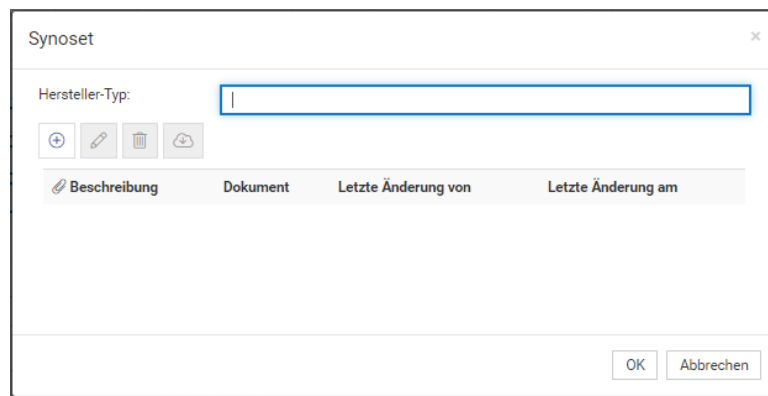 Synoset
Hersteller-Typ:
Beschreibung Dokument Letzte Änderung von Letzte Änderung am
OK Abbrechen